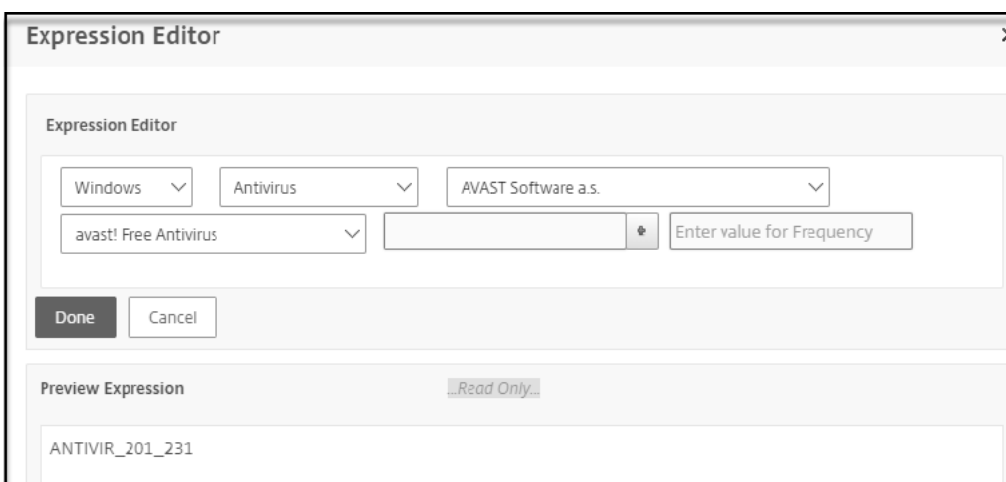 Expression Editor
Expression Editor
Windows Antivirus AVAST Software a.s.
avast! Free Antivirus Enter value for Frequency
Done Cancel
Preview Expression ...Read Only...
ANTIVIR_201_231